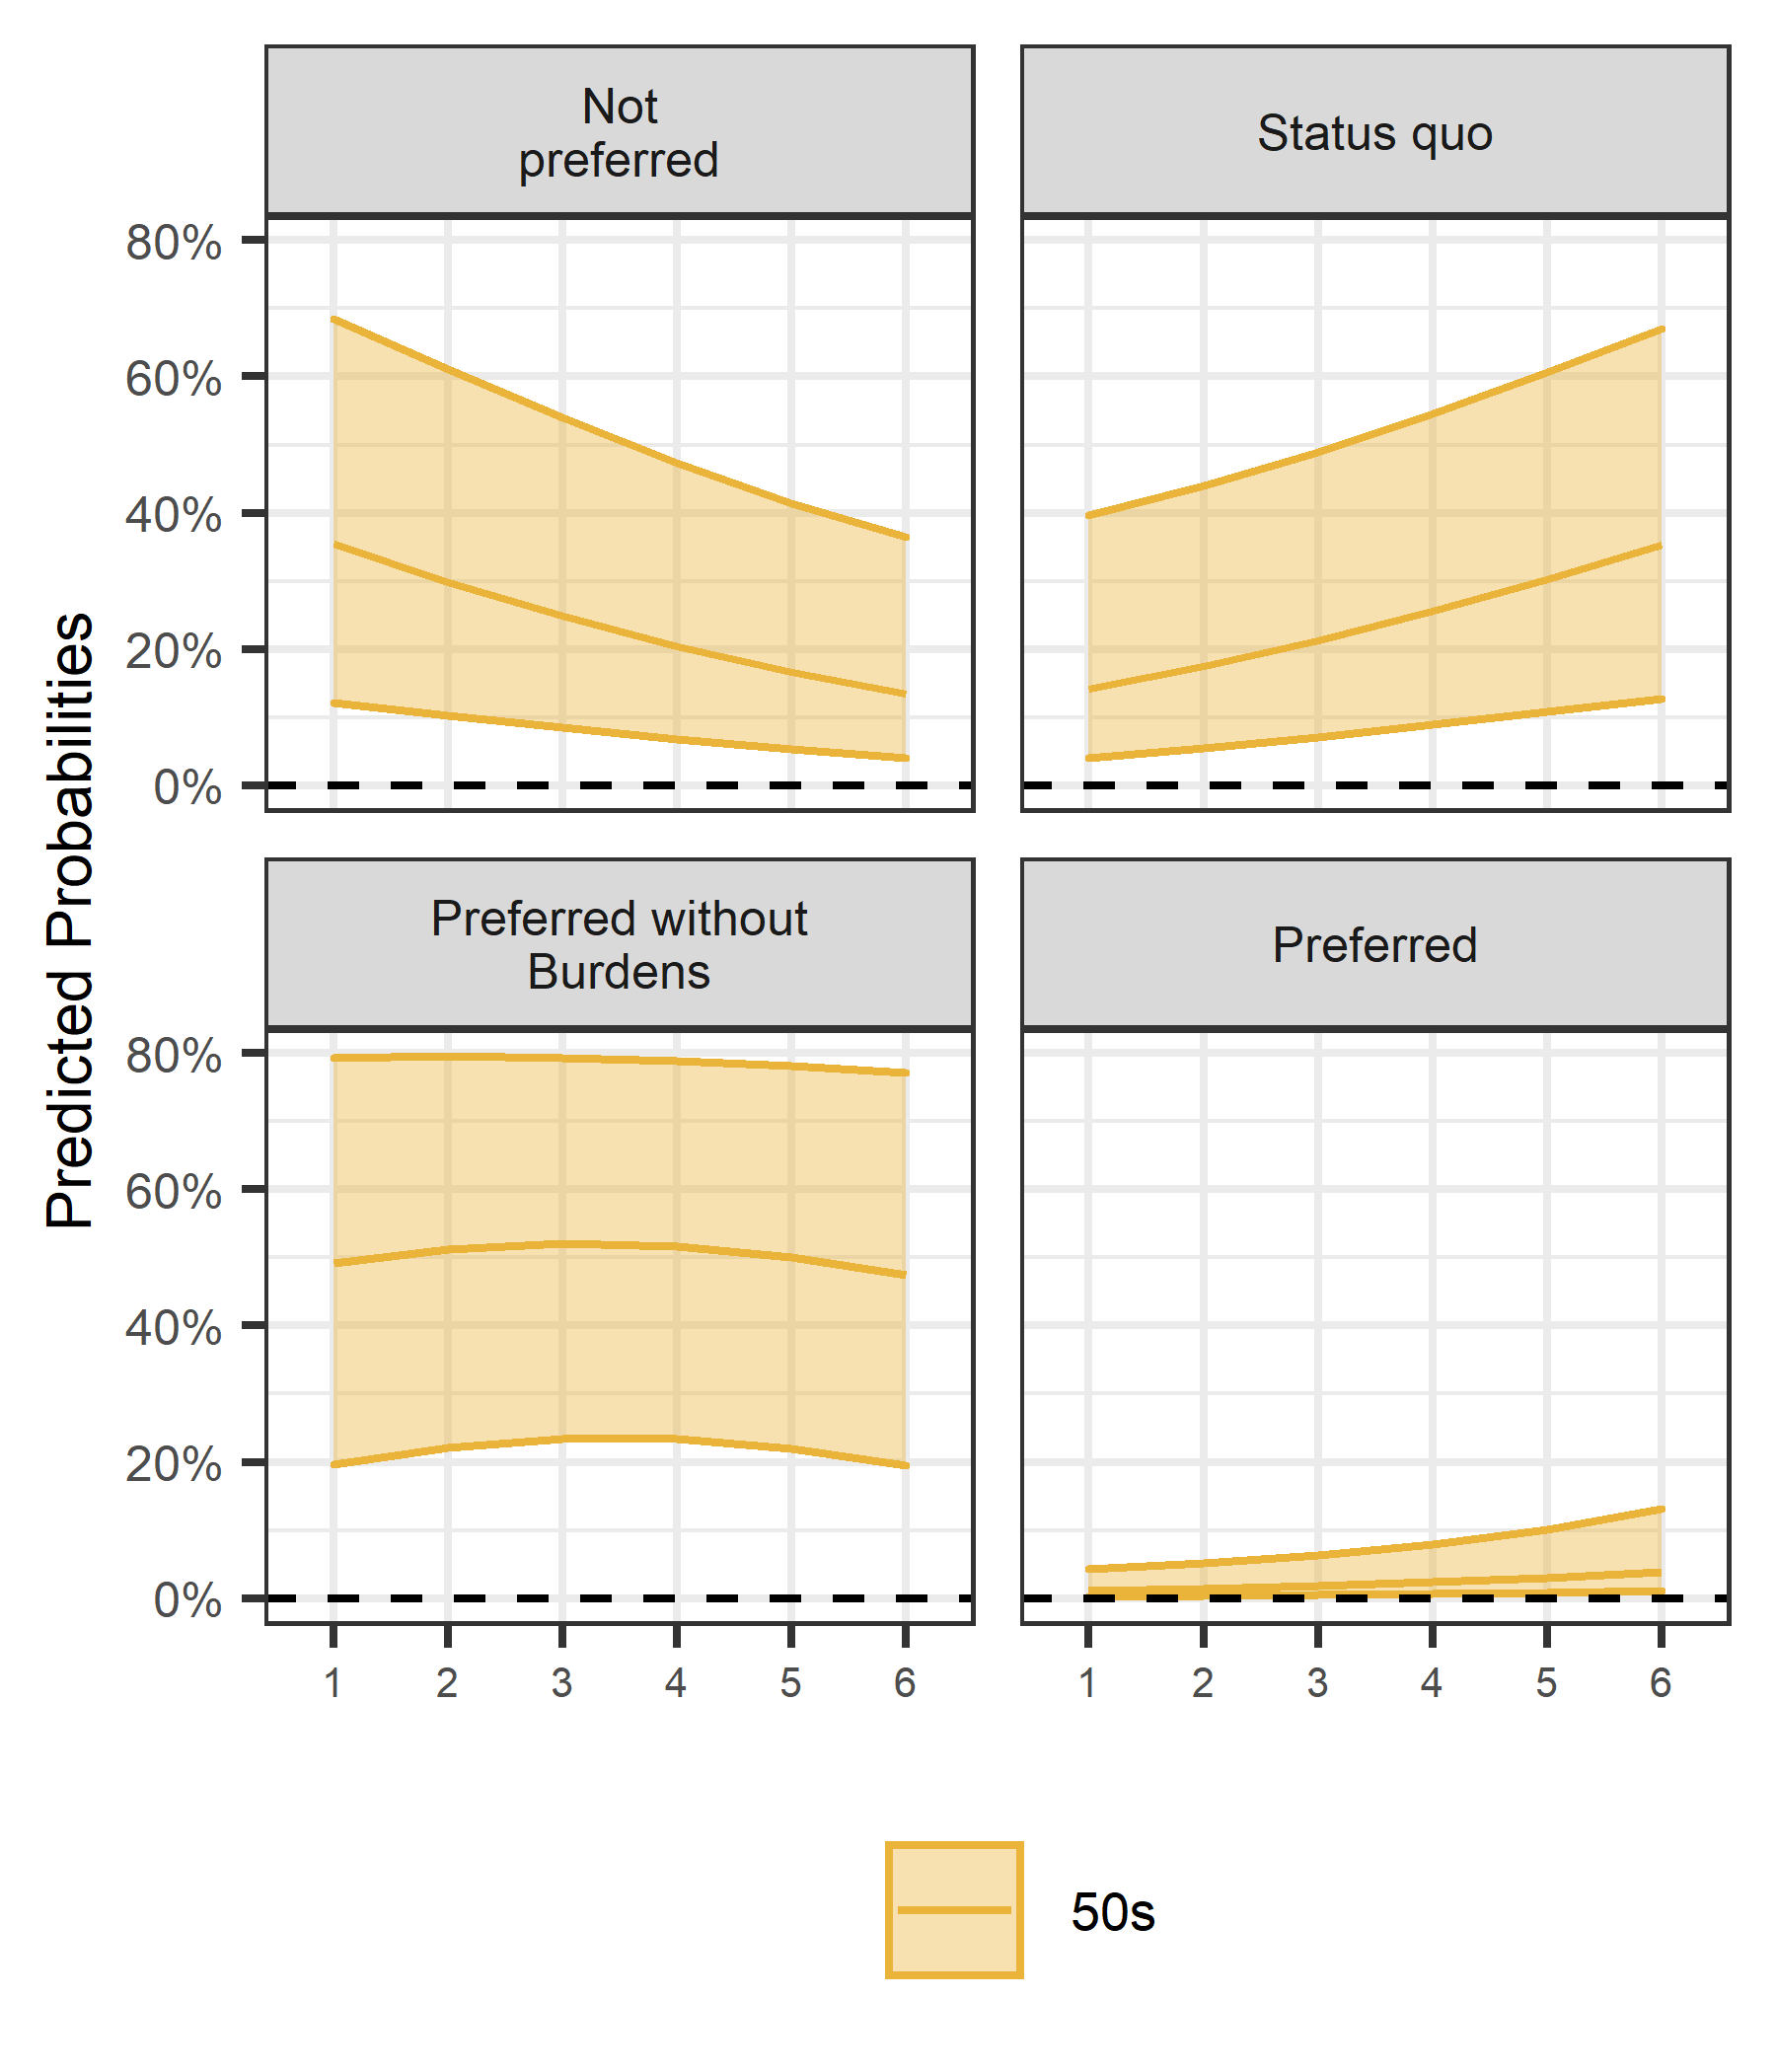 Not
preferred
Status quo
80%
60%
40%
20%
0%
Predicted Probabilities
Preferred without
Burdens
Preferred
80%
60%
40%
20%
0%
1 2 3 4 5 6
1 2 3 4 5 6
50s